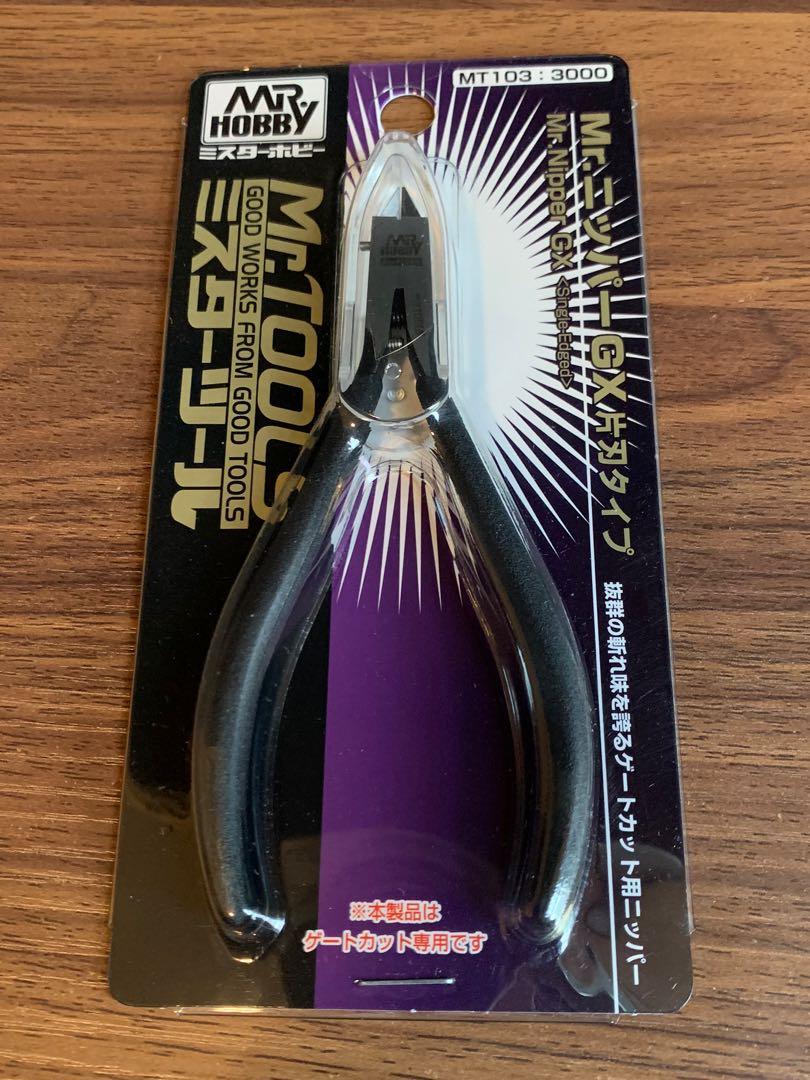 MR HOBBY
ミスターホビー
MT103：3000
Mr.TOOLS
GOOD WORKS FROM GOOD TOOLS
ミスターツール
MR HOBBY
Mr.ニッパーGX片刃タイプ
Mr. Nipper GX <Single-Edged>
抜群の斬れ味を誇るゲートカット用ニッパー
※本製品は
ゲートカット専用です